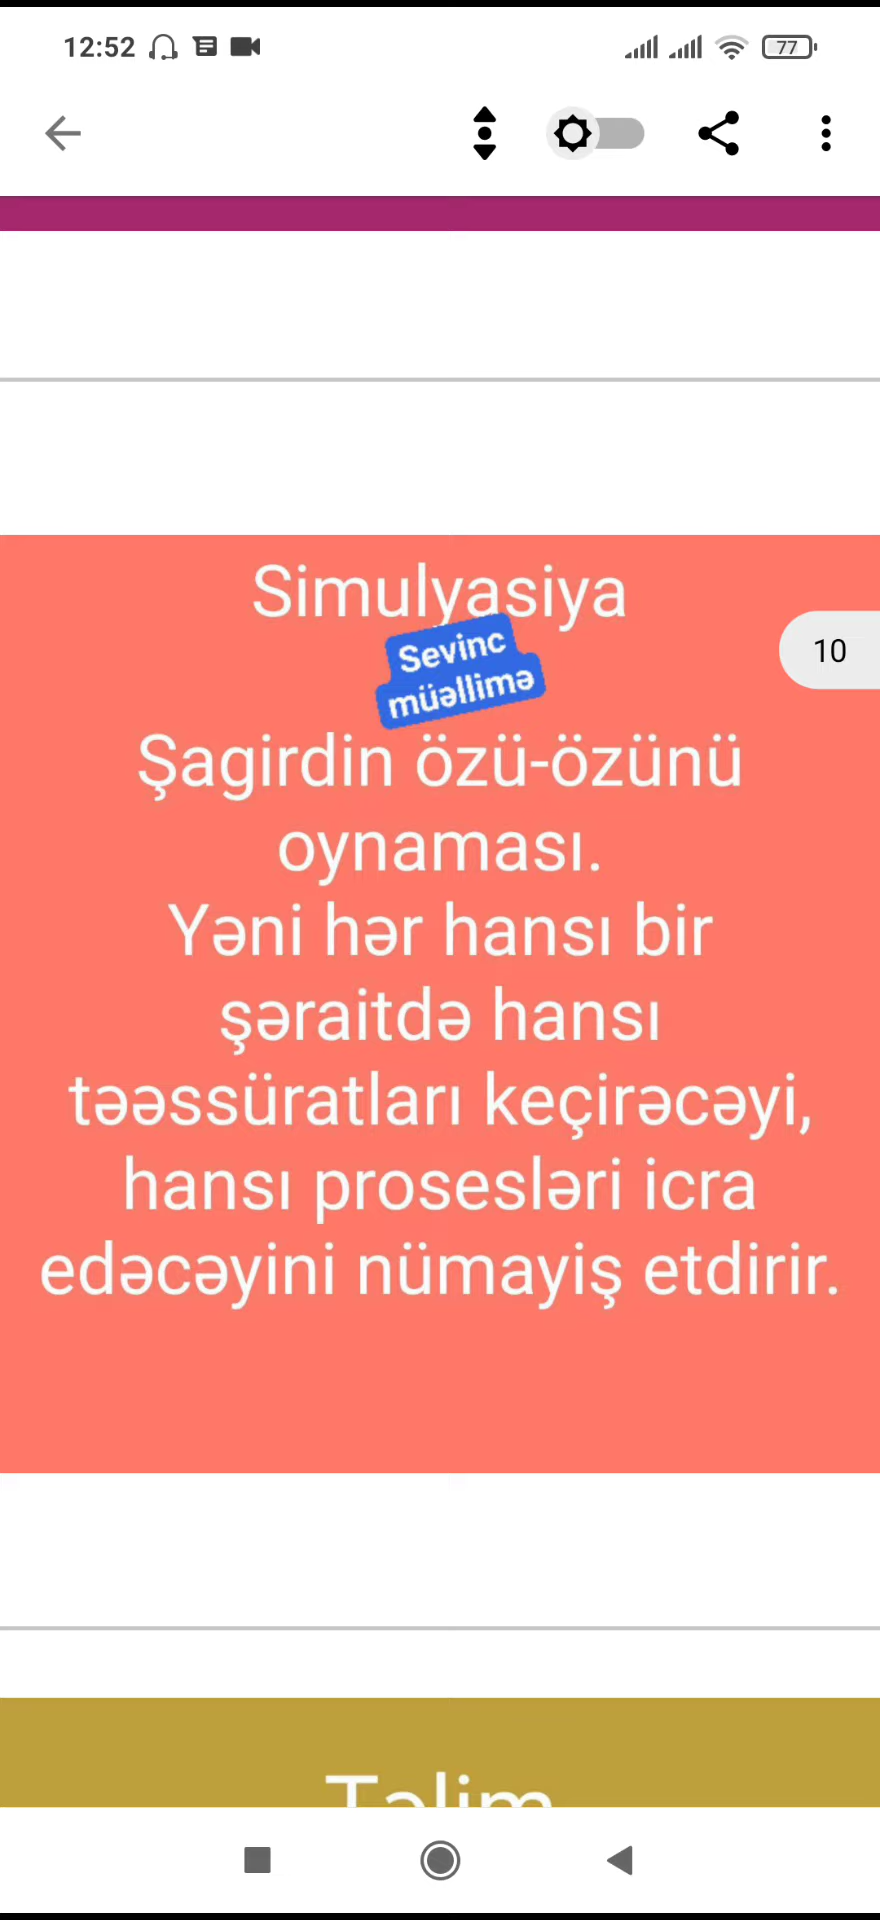 12:52
77
Simulyasiya
Sevinc
müəllimə
10
Şagirdin özü-özünü
oynaması.
Yəni hər hansı bir
şəraitdə hansı
təəssüratları keçirəcəyi,
hansı prosesləri icra
edəcəyini nümayiş etdirir.
Təlim